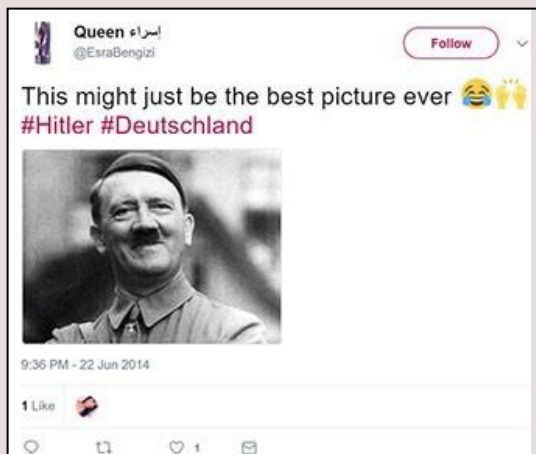 Queen إسراء
@EsraBengizi
Follow
This might just be the best picture ever 😂🙌
#Hitler #Deutschland
9:36 PM - 22 Jun 2014
1 Like
1